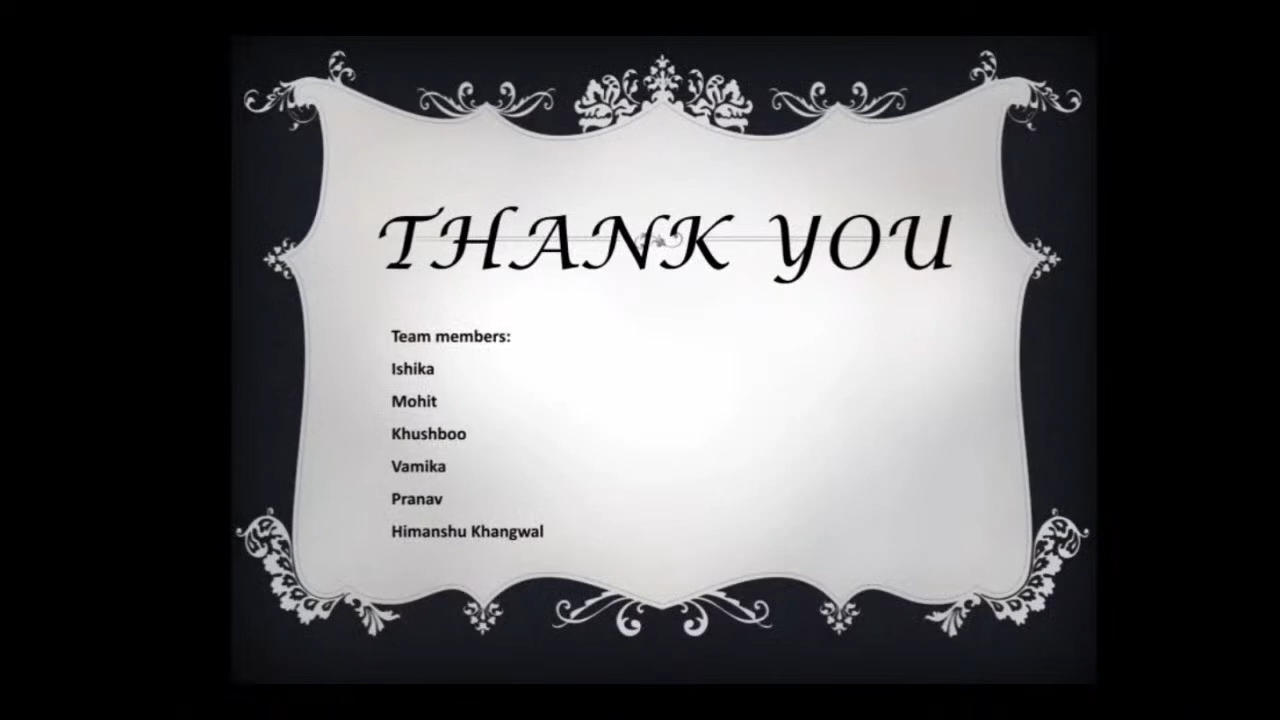 THANK YOU
Team members:
Ishika
Mohit
Khushboo
Vamika
Pranav
Himanshu Khangwal